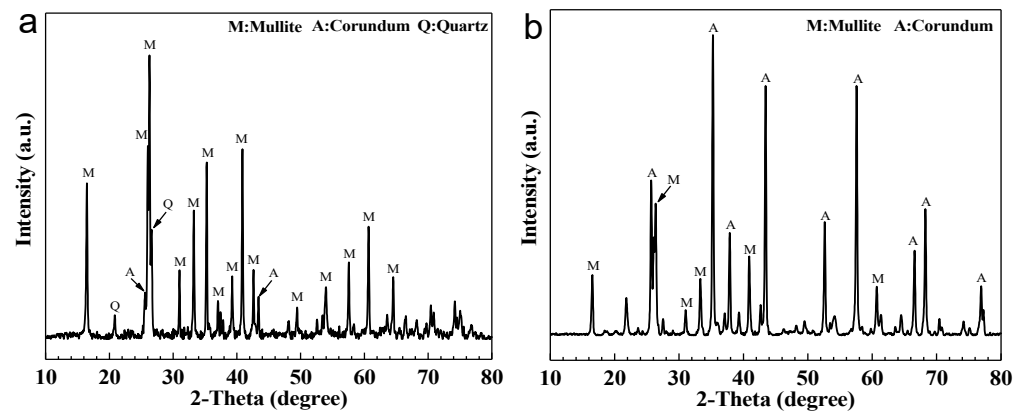 a
M:Mullite A:Corundum Q:Quartz
M
M
M
Q
A
Q
M
M
M
M
M
M
M
A
M
M
M
M
M
Intensity (a.u.)
10 20 30 40 50 60 70 80
2-Theta (degree)
b
M:Mullite A:Corundum
A
A
M
M
M
M
A
M
A
A
A
M
A
A
A
Intensity (a.u.)
10 20 30 40 50 60 70 80
2-Theta (degree)